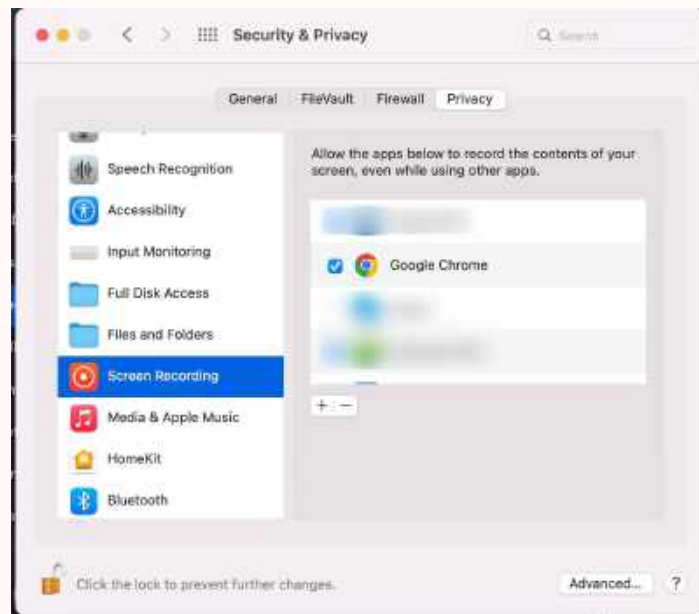 Security & Privacy
Search
General
FileVault
Firewall
Privacy
Speech Recognition
Accessibility
Input Monitoring
Full Disk Access
Files and Folders
Screen Recording
Media & Apple Music
HomeKit
Bluetooth
Allow the apps below to record the contents of your
screen, even while using other apps.
Google Chrome
+ −
Click the lock to prevent further changes.
Advanced...
?